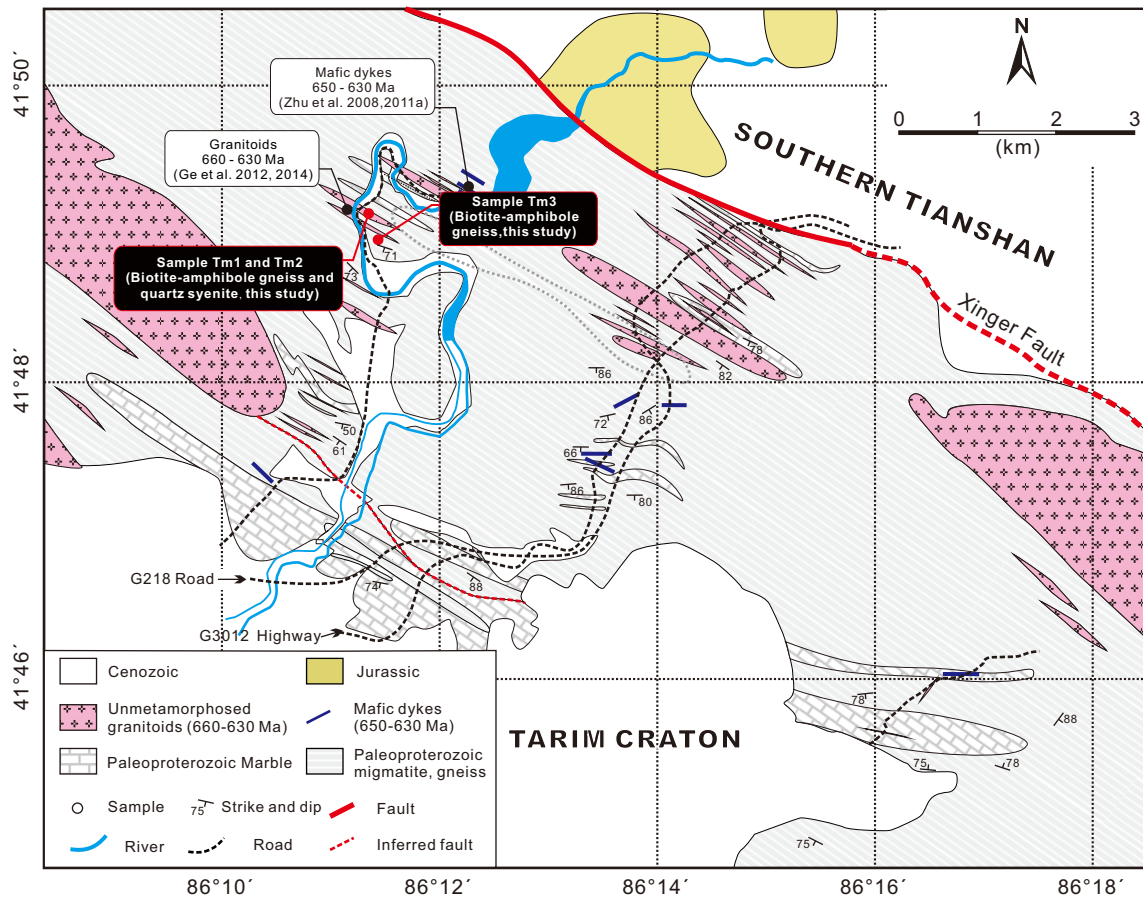 N
0 1 2 3
(km)
SOUTHERN TIANSHAN
Xinger Fault
Mafic dykes
650 - 630 Ma
(Zhu et al. 2008,2011a)
Granitoids
660 - 630 Ma
(Ge et al. 2012, 2014)
Sample Tm3
(Biotite-amphibole
gneiss,this study)
Sample Tm1 and Tm2
(Biotite-amphibole gneiss and
quartz syenite, this study)
71
73
78
86
82
72
86
50
61
66
86
80
74
88
78
88
75
78
75
G218 Road
G3012 Highway
TARIM CRATON
Cenozoic
Jurassic
Unmetamorphosed
granitoids (660-630 Ma)
Mafic dykes
(650-630 Ma)
Paleoproterozoic Marble
Paleoproterozoic
migmatite, gneiss
Sample
75
Strike and dip
Fault
River
Road
Inferred fault
41°50´
41°48´
41°46´
86°10´
86°12´
86°14´
86°16´
86°18´